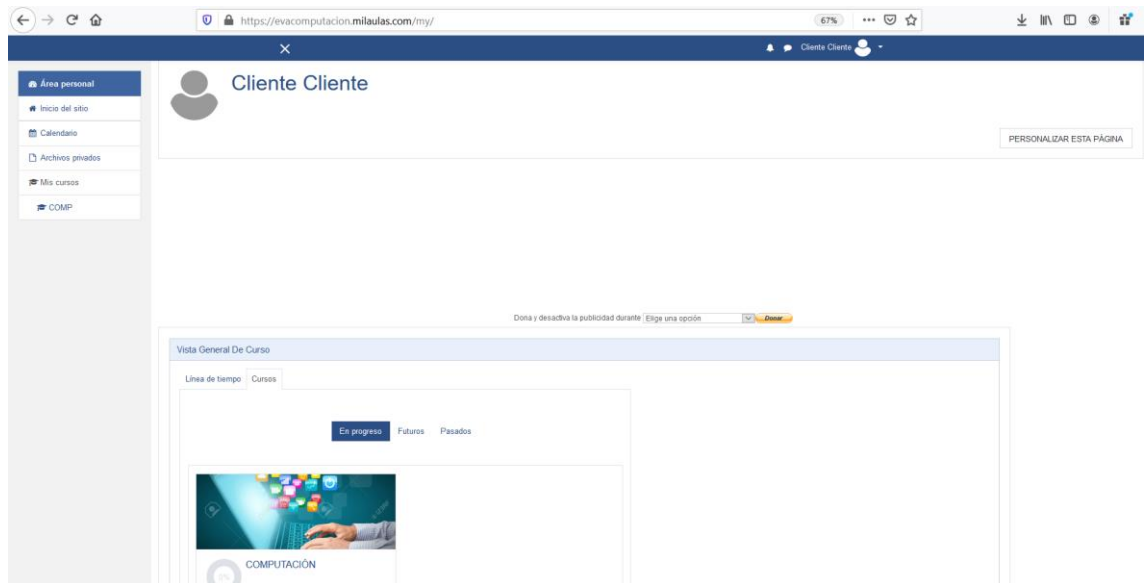 https://evacomputacion.milaulas.com/my/
67%
Cliente Cliente
Área personal
Inicio del sitio
Calendario
Archivos privados
Mis cursos
COMP
Cliente Cliente
PERSONALIZAR ESTA PÁGINA
Dona y desactiva la publicidad durante Elige una opción Donar
Vista General De Curso
Línea de tiempo Cursos
En progreso Futuros Pasados
COMPUTACIÓN